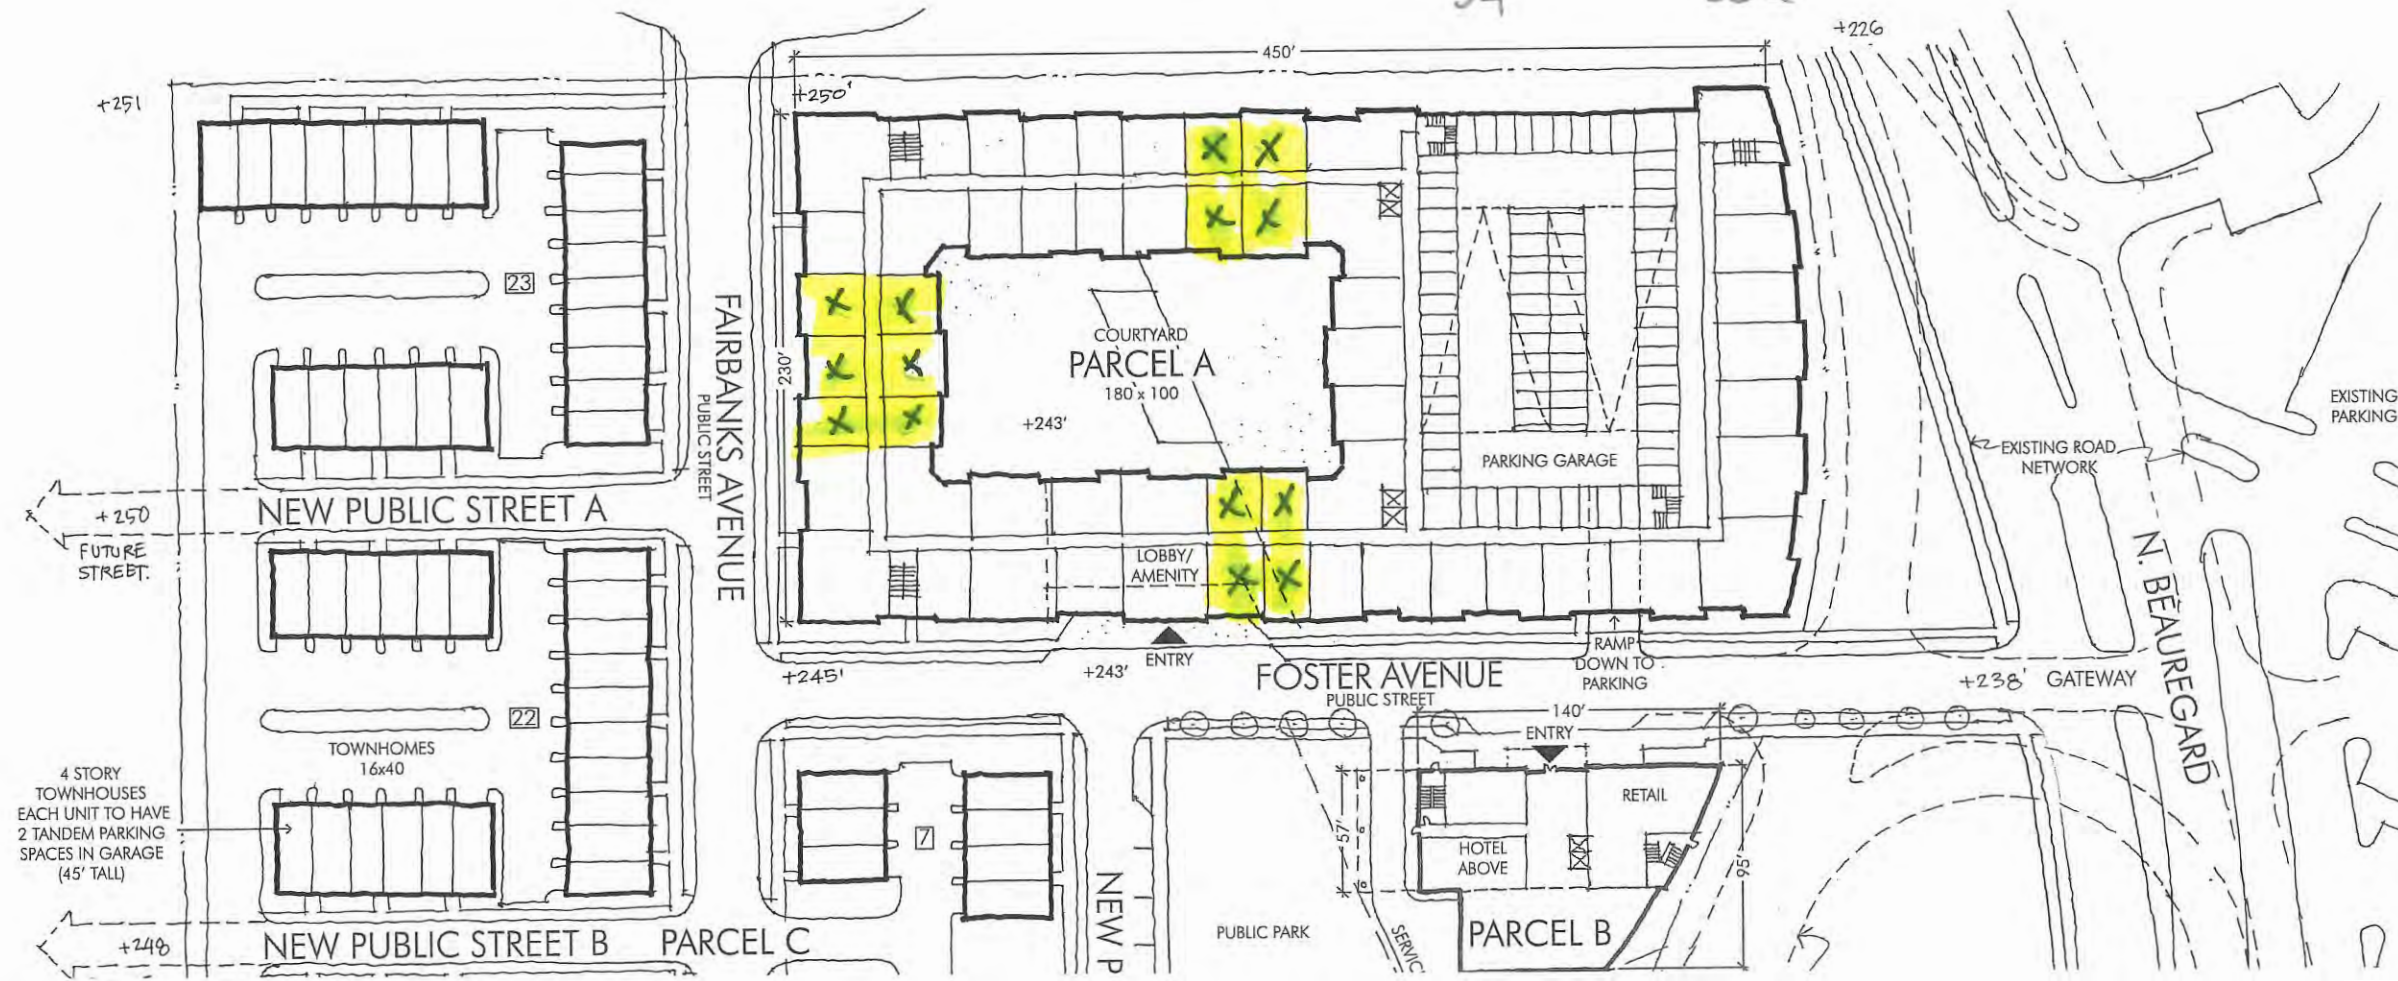 +226
450'
+251
+250'
23
FAIRBANKS AVENUE
PUBLIC STREET
230'
COURTYARD
PARCEL A
180 x 100
+243'
PARKING GARAGE
EXISTING
PARKING
EXISTING ROAD
NETWORK
NEW PUBLIC STREET A
+250
FUTURE
STREET.
LOBBY/
AMENITY
N. BEAUREGARD
ENTRY
+245'
+243'
FOSTER AVENUE
PUBLIC STREET
RAMP
DOWN TO
PARKING
+238' GATEWAY
22
TOWNHOMES
16x40
140'
ENTRY
4 STORY
TOWNHOUSES
EACH UNIT TO HAVE
2 TANDEM PARKING
SPACES IN GARAGE
(45' TALL)
7
57'
RETAIL
HOTEL
ABOVE
95'
NEW P
PUBLIC PARK
SERVIC
PARCEL B
+248
NEW PUBLIC STREET B
PARCEL C